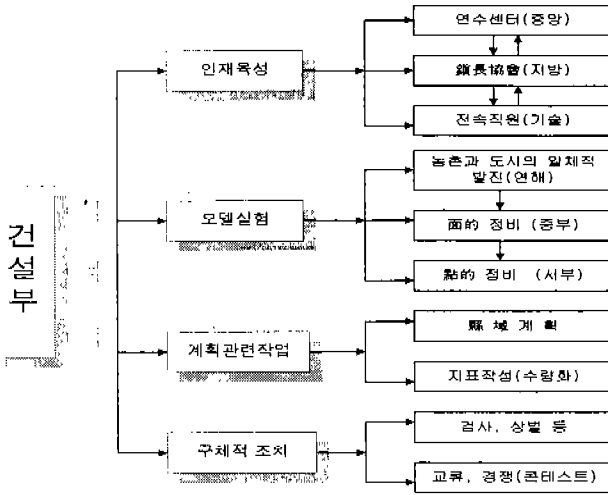 건설부
인재육성
연수센터(중앙)
鎭長協會(지방)
전속직원(기술)
모델실험
농촌과 도시의 일체적
발진(연해)
面的 정비 (중부)
點的 정비 (서부)
계획관련작업
縣域계획
지표작성(수량화)
구체적 조치
검사, 상벌 등
교류, 경쟁(콘테스트)